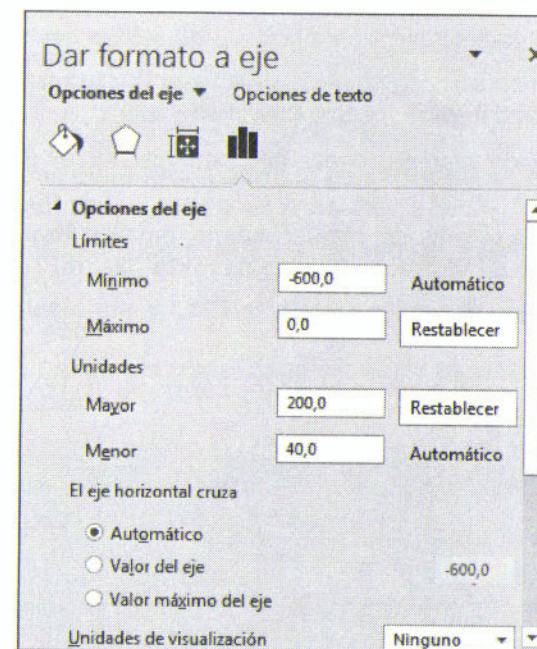 Dar formato a eje
Opciones del eje Opciones de texto
Opciones del eje
Límites
Mínimo -600,0 Automático
Máximo 0,0 Restablecer
Unidades
Mayor 200,0 Restablecer
Menor 40,0 Automático
El eje horizontal cruza
Automático
Valor del eje -600,0
Valor máximo del eje
Unidades de visualización Ninguno